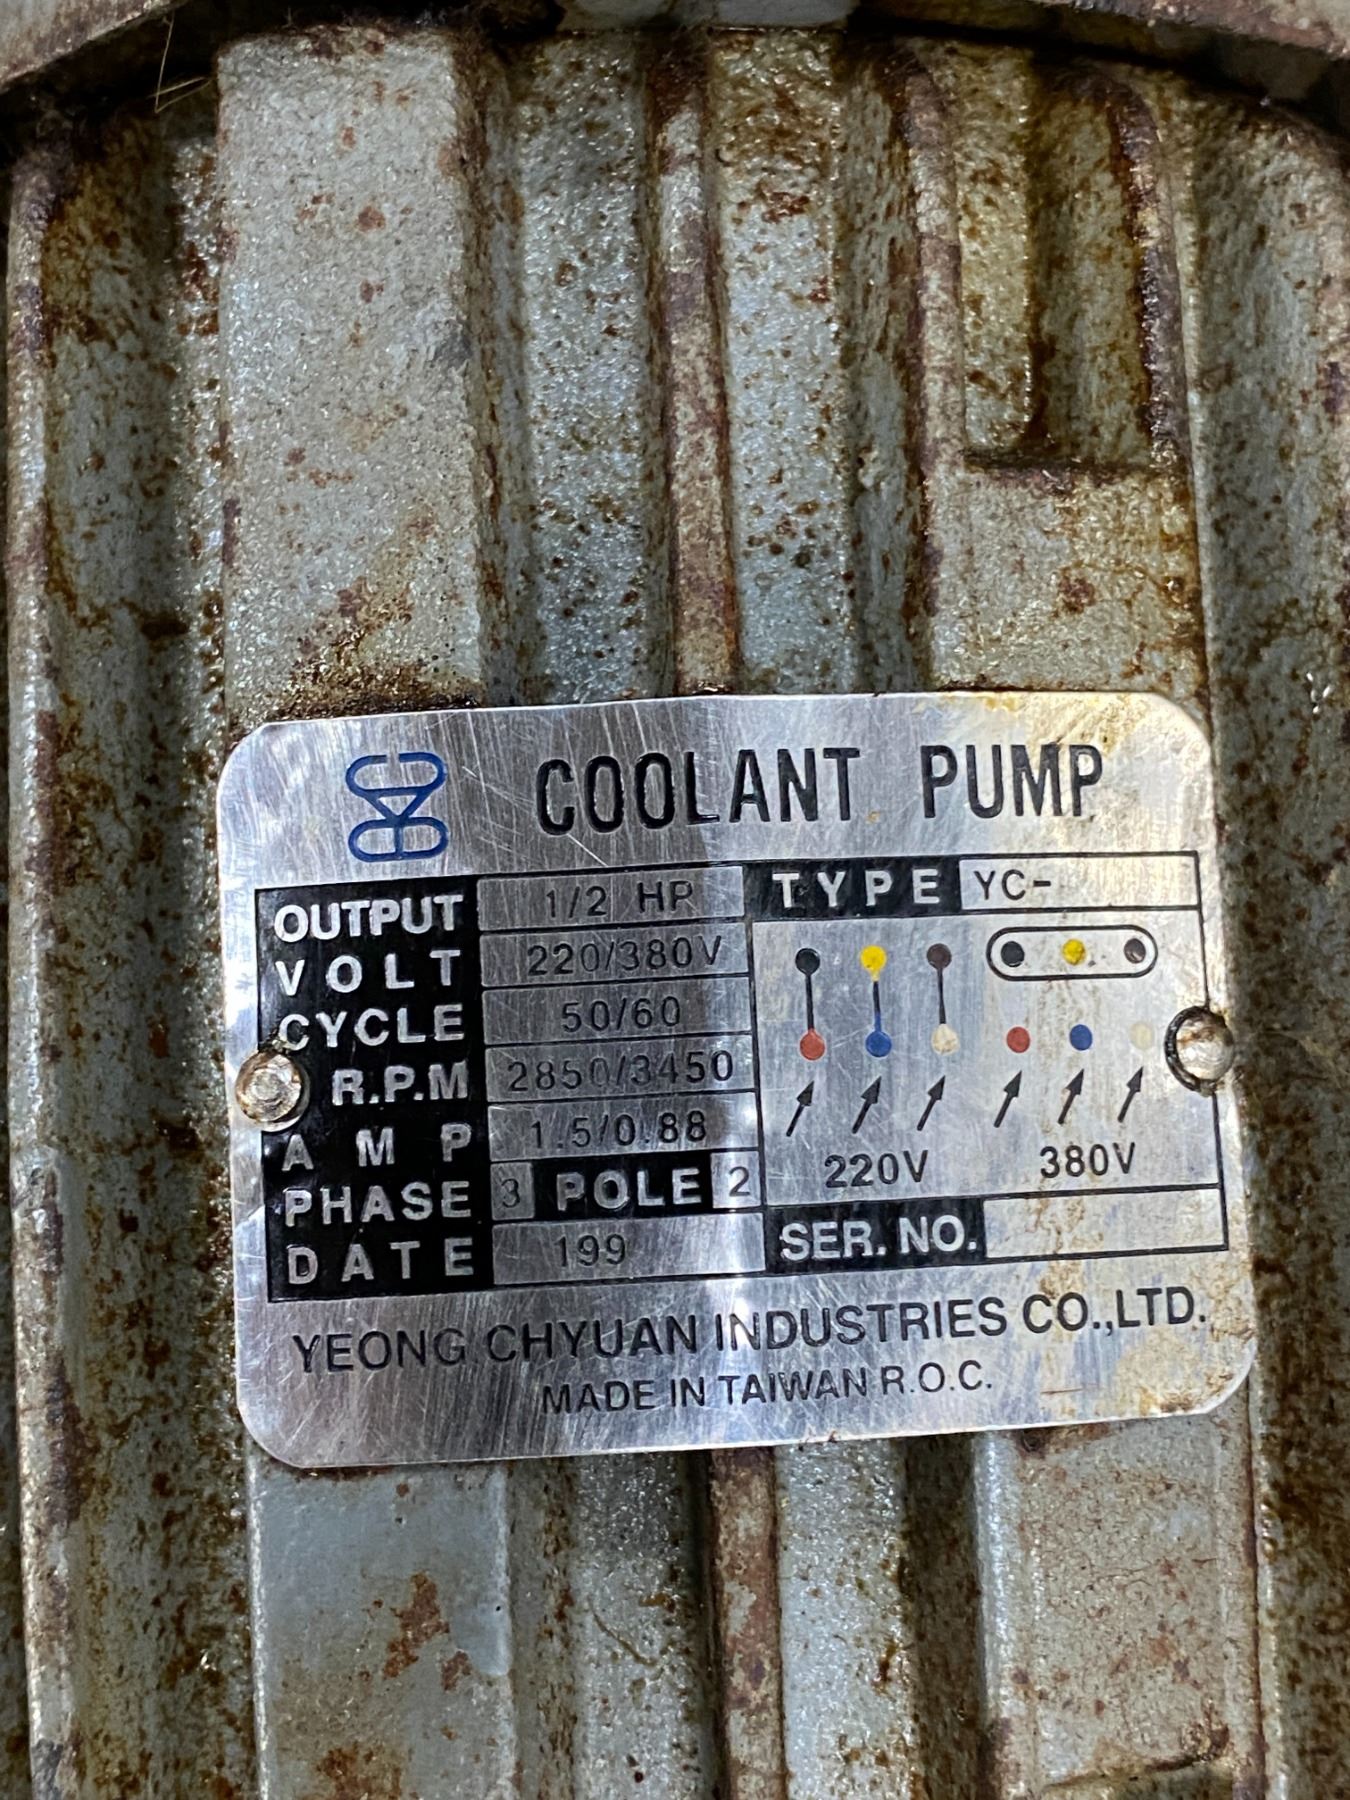 COOLANT PUMP
OUTPUT 1/2 HP TYPE YC-
VOLT 220/380V
CYCLE 50/60
R.P.M 2850/3450
AMP 1.5/0.88
220V 380V
PHASE 3 POLE 2
DATE 199 SER. NO.
YEONG CHYUAN INDUSTRIES CO.,LTD.
MADE IN TAIWAN R.O.C.